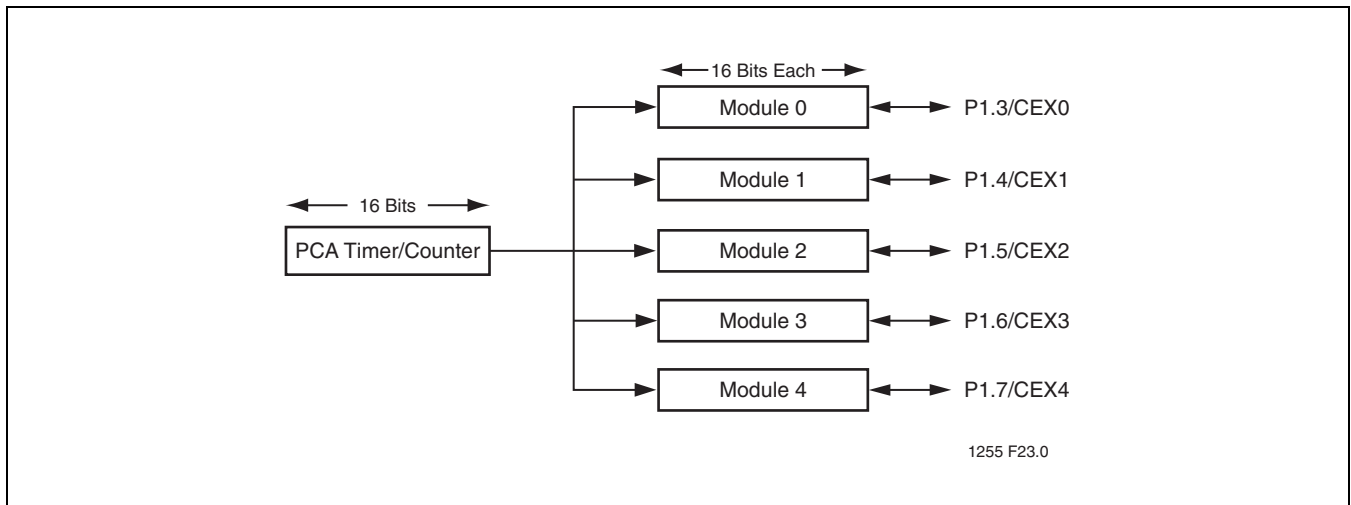 16 Bits Each
Module 0
P1.3/CEX0
Module 1
P1.4/CEX1
16 Bits
PCA Timer/Counter
Module 2
P1.5/CEX2
Module 3
P1.6/CEX3
Module 4
P1.7/CEX4
1255 F23.0